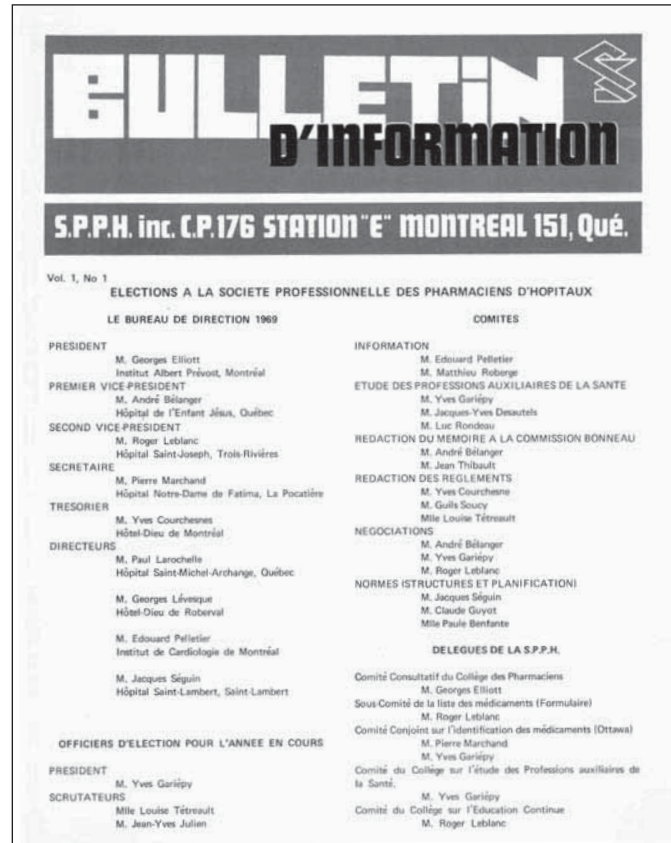 BULLETIN
D'INFORMATION
S.P.P.H. inc. C.P.176 STATION "E" MONTREAL 151, Qué.
Vol. 1, No 1
ELECTIONS A LA SOCIETE PROFESSIONNELLE DES PHARMACIENS D'HOPITAUX
LE BUREAU DE DIRECTION 1969
PRESIDENT
M. Georges Elliott
Institut Albert Prévost, Montréal
PREMIER VICE-PRESIDENT
M. André Bélanger
Hôpital de l'Enfant Jésus, Québec
SECOND VICE-PRESIDENT
M. Roger Leblanc
Hôpital Saint-Joseph, Trois-Rivières
SECRETAIRE
M. Pierre Marchand
Hôpital Notre-Dame de Fatima, La Pocatière
TRESORIER
M. Yves Courchesnes
Hôtel-Dieu de Montréal
DIRECTEURS
M. Paul Larochelle
Hôpital Saint-Michel-Archange, Québec
M. Georges Lévesque
Hôtel-Dieu de Roberval
M. Edouard Pelletier
Institut de Cardiologie de Montréal
M. Jacques Séguin
Hôpital Saint-Lambert, Saint-Lambert
OFFICIERS D'ELECTION POUR L'ANNEE EN COURS
PRESIDENT
M. Yves Gariépy
SCRUTATEURS
Mlle Louise Tétreault
M. Jean-Yves Julien
COMITES
INFORMATION
M. Edouard Pelletier
M. Matthieu Roberge
ETUDE DES PROFESSIONS AUXILIAIRES DE LA SANTE
M. Yves Gariépy
M. Jacques-Yves Desautels
M. Luc Rondeau
REDACTION DU MEMOIRE A LA COMMISSION BONNEAU
M. André Bélanger
M. Jean Thibault
REDACTION DES REGLEMENTS
M. Yves Courchesne
M. Guils Soucy
Mlle Louise Tétreault
NEGOCIATIONS
M. André Bélanger
M. Yves Gariépy
M. Roger Leblanc
NORMES (STRUCTURES ET PLANIFICATION)
M. Jacques Séguin
M. Claude Guyot
Mlle Paule Benfante
DELEGUES DE LA S.P.P.H.
Comité Consultatif du Collège des Pharmaciens
M. Georges Elliott
Sous-Comité de la liste des médicaments (Formulaire)
M. Roger Leblanc
Comité Conjoint sur l'identification des médicaments (Ottawa)
M. Pierre Marchand
M. Yves Gariépy
Comité du Collège sur l'étude des Professions auxiliaires de
la Santé.
M. Yves Gariépy
Comité du Collège sur l'Education Continue
M. Roger Leblanc